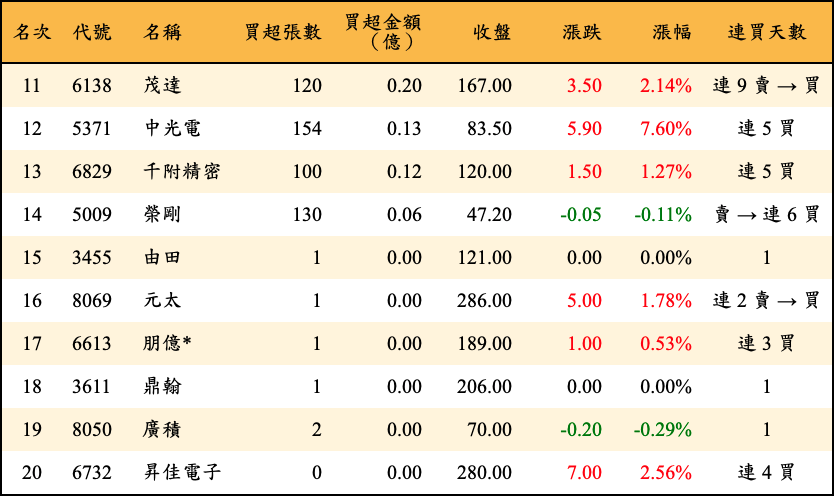 名次 代號 名稱 買超張數 買超金額（億） 收盤 漲跌 漲幅 連買天數
11 6138 茂達 120 0.20 167.00 3.50 2.14% 連 9 賣 → 買
12 5371 中光電 154 0.13 83.50 5.90 7.60% 連 5 買
13 6829 千附精密 100 0.12 120.00 1.50 1.27% 連 5 買
14 5009 榮剛 130 0.06 47.20 -0.05 -0.11% 賣 → 連 6 買
15 3455 由田 1 0.00 121.00 0.00 0.00% 1
16 8069 元太 1 0.00 286.00 5.00 1.78% 連 2 賣 → 買
17 6613 朋億* 1 0.00 189.00 1.00 0.53% 連 3 買
18 3611 鼎翰 1 0.00 206.00 0.00 0.00% 1
19 8050 廣積 2 0.00 70.00 -0.20 -0.29% 1
20 6732 昇佳電子 0 0.00 280.00 7.00 2.56% 連 4 買